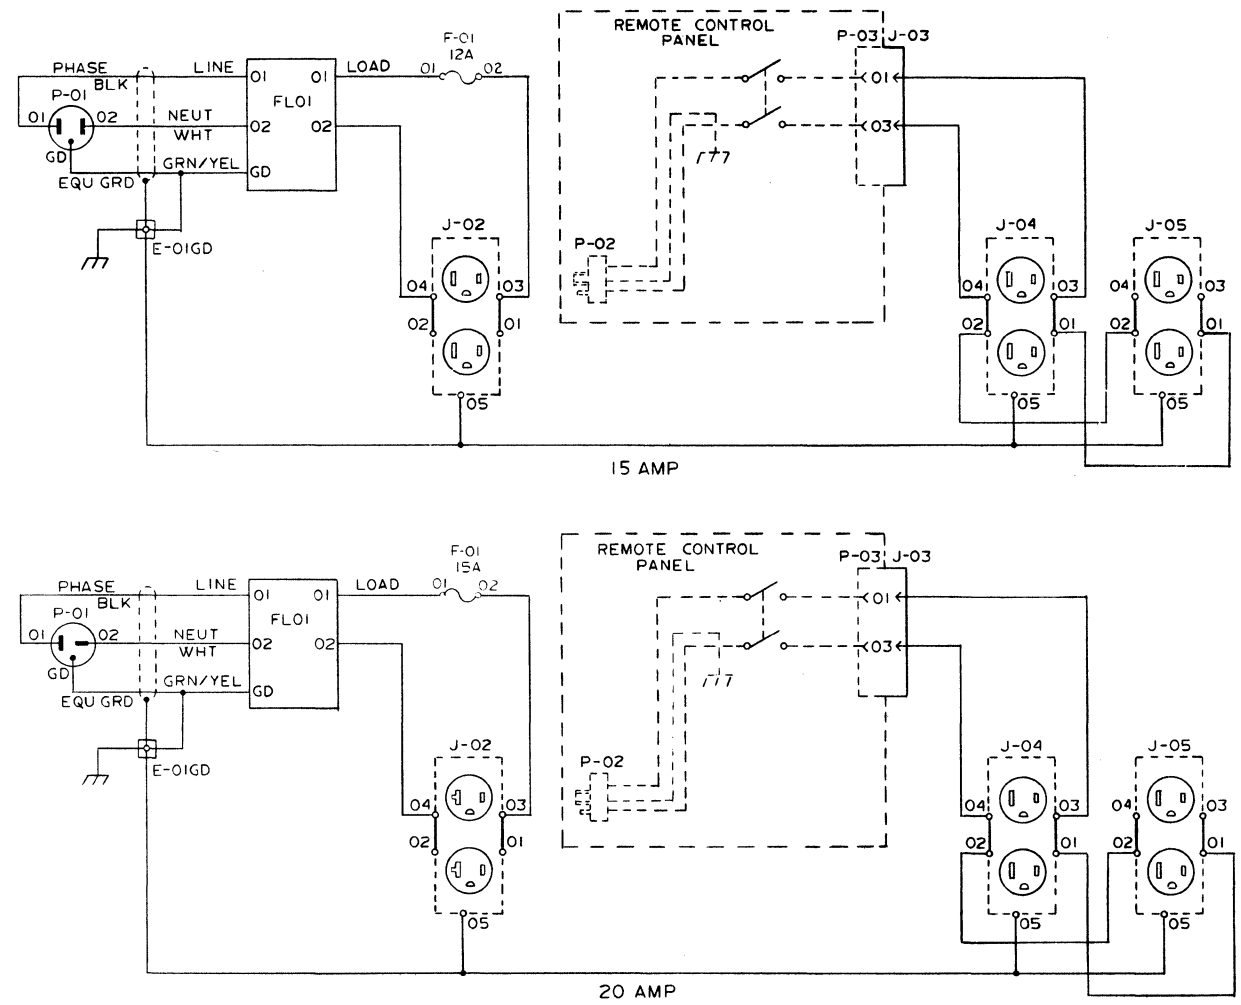 F-01
12A
01 02
REMOTE CONTROL
PANEL
P-03 J-03
PHASE
BLK
LINE
01 01
LOAD
P-01
FL01
01 02
NEUT
WHT
02 02
GD
GRN/YEL
GD
EQU GRD
E-01GD
01
03
J-02
04 03
02 01
05
P-02
J-04
04 03
02 01
05
J-05
04 03
02 01
05
15 AMP
F-01
15A
01 02
REMOTE CONTROL
PANEL
P-03 J-03
PHASE
BLK
LINE
01 01
LOAD
P-01
FL01
01 02
NEUT
WHT
02 02
GD
GRN/YEL
GD
EQU GRD
E-01GD
01
03
J-02
04 03
02 01
05
P-02
J-04
04 03
02 01
05
J-05
04 03
02 01
05
20 AMP